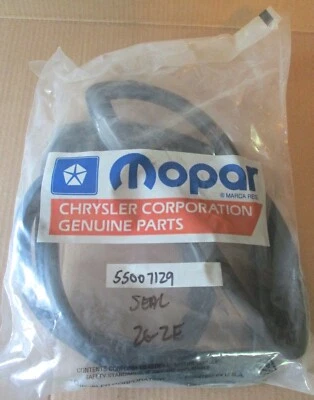 Mopar
® MARCA REG
CHRYSLER CORPORATION
GENUINE PARTS
55007129
SEAL
26-2E